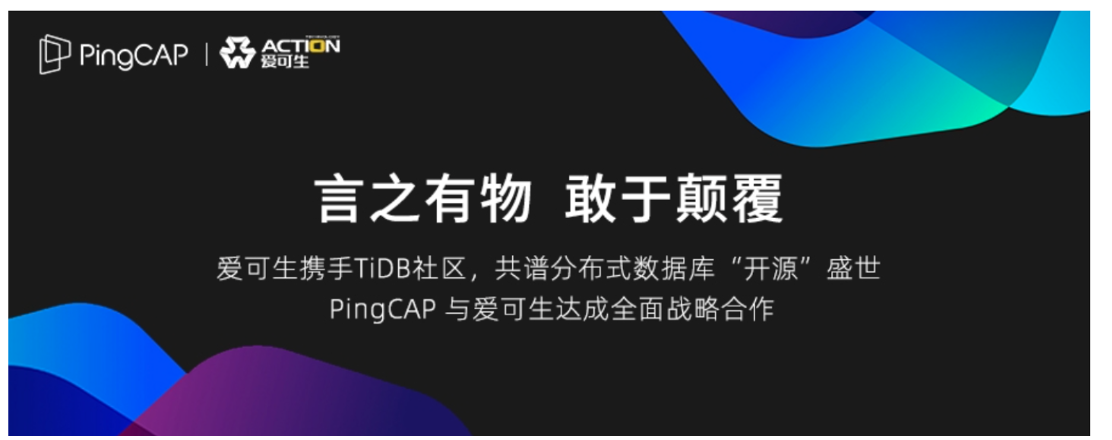 PingCAP | ACTION
爱可生
言之有物 敢于颠覆
爱可生携手TiDB社区，共谱分布式数据库“开源”盛世
PingCAP 与爱可生达成全面战略合作